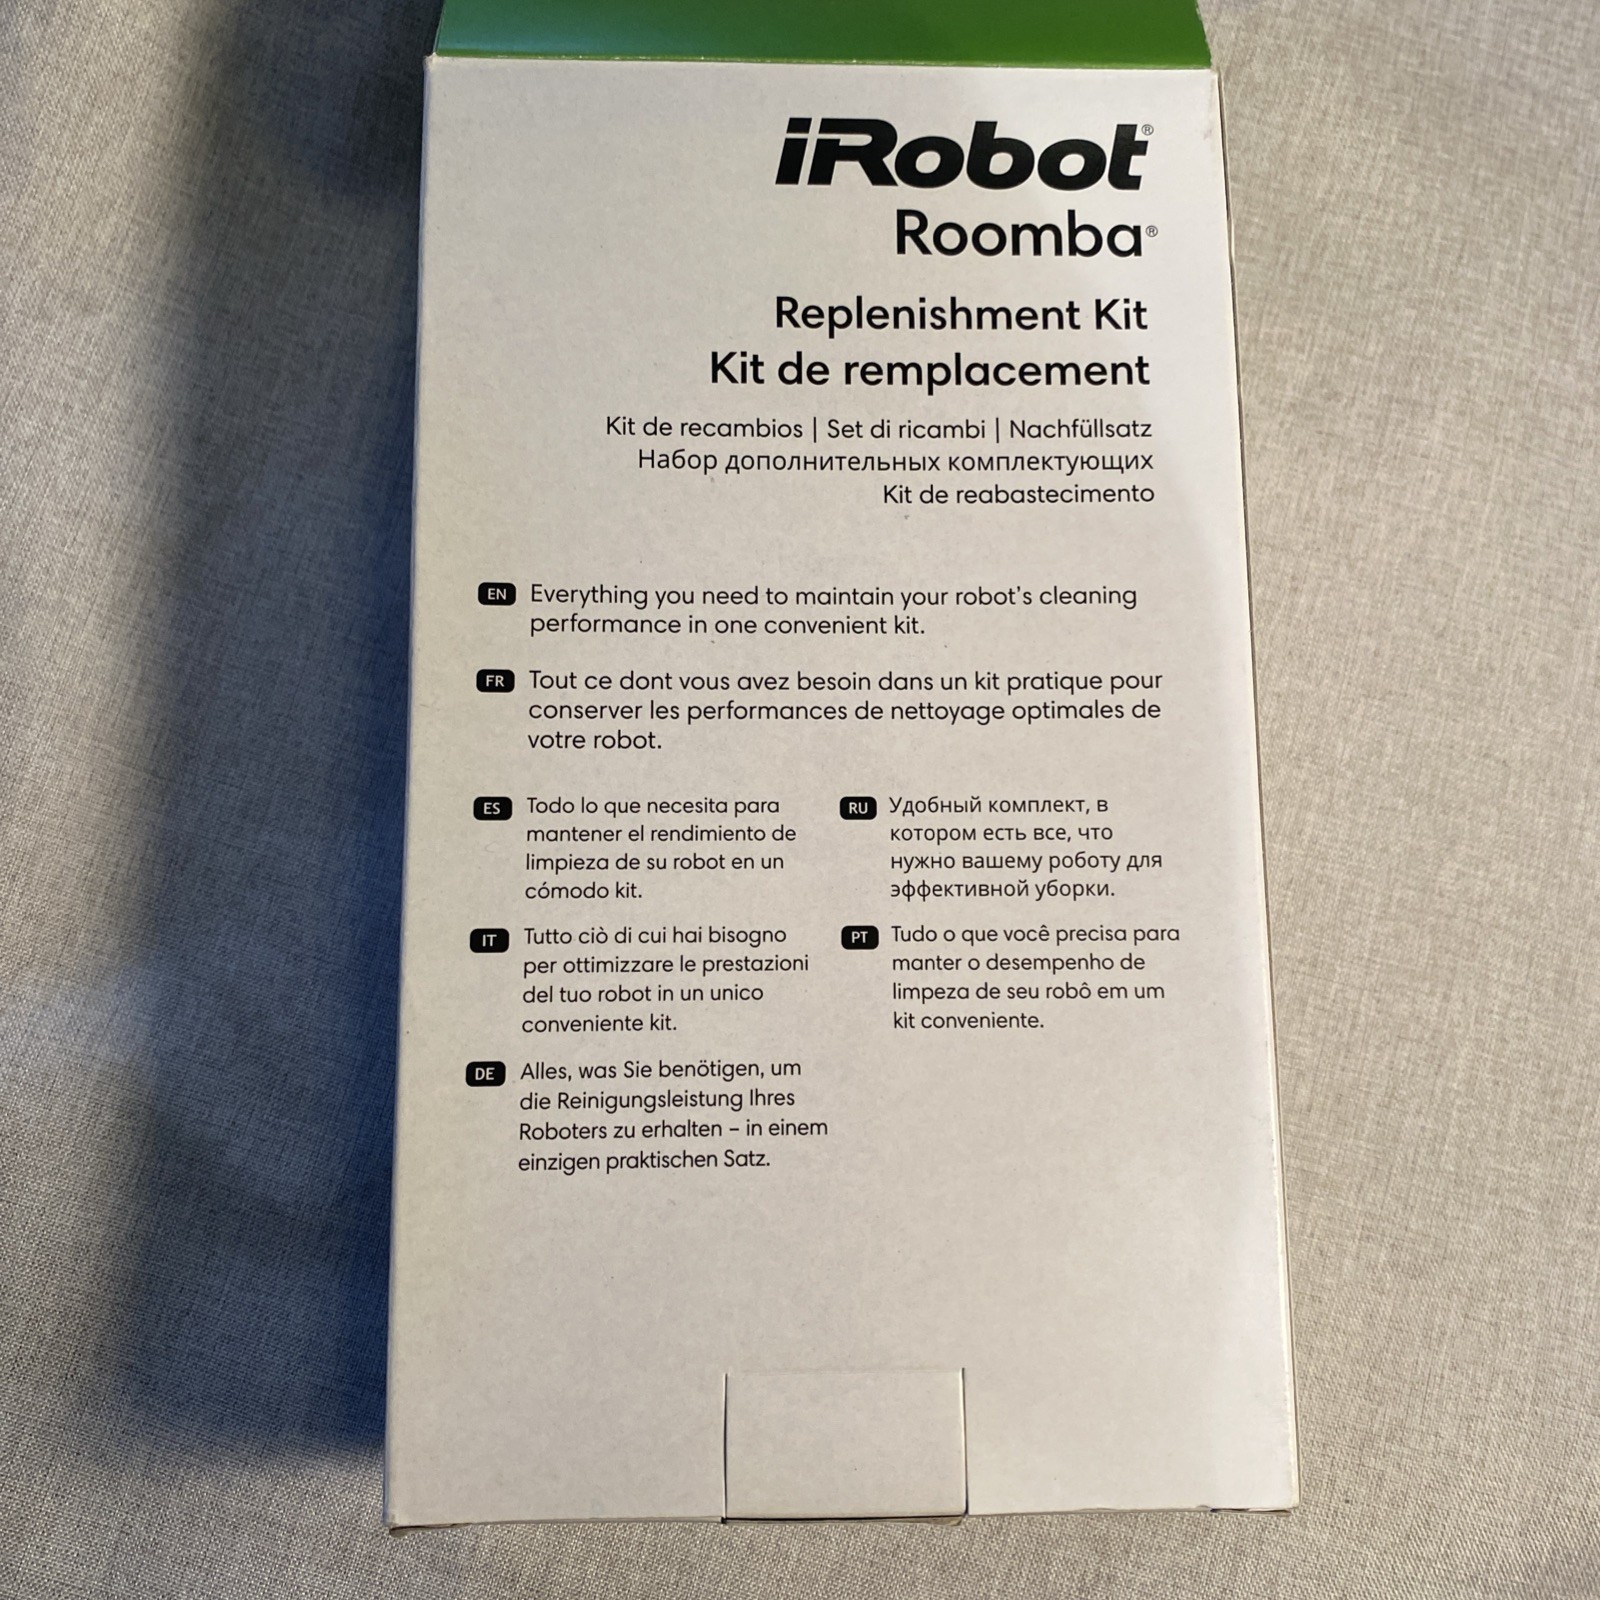 iRobot®
Roomba®
Replenishment Kit
Kit de remplacement
Kit de recambios | Set di ricambi | Nachfüllsatz
Набор дополнительных комплектующих
Kit de reabastecimento
EN Everything you need to maintain your robot's cleaning
performance in one convenient kit.
FR Tout ce dont vous avez besoin dans un kit pratique pour
conserver les performances de nettoyage optimales de
votre robot.
ES Todo lo que necesita para
mantener el rendimiento de
limpieza de su robot en un
cómodo kit.
RU Удобный комплект, в
котором есть все, что
нужно вашему роботу для
эффективной уборки.
IT Tutto ciò di cui hai bisogno
per ottimizzare le prestazioni
del tuo robot in un unico
conveniente kit.
PT Tudo o que você precisa para
manter o desempenho de
limpeza de seu robô em um
kit conveniente.
DE Alles, was Sie benötigen, um
die Reinigungsleistung Ihres
Roboters zu erhalten – in einem
einzigen praktischen Satz.